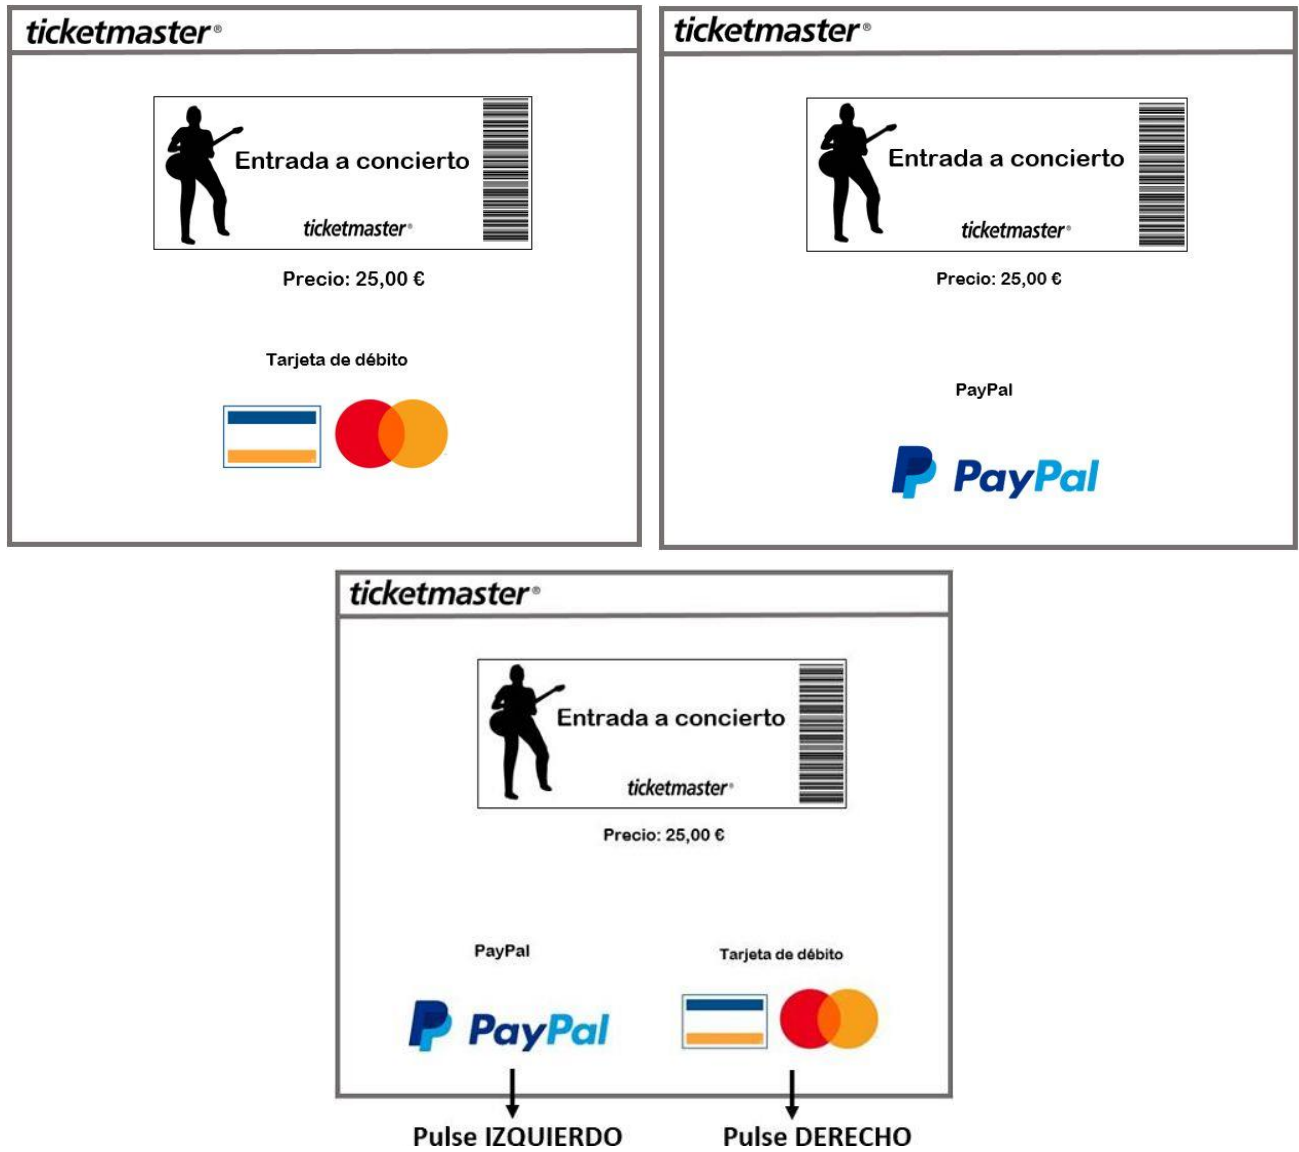 ticketmaster®
Entrada a concierto
ticketmaster®
Precio: 25,00 €
Tarjeta de débito
ticketmaster®
Entrada a concierto
ticketmaster®
Precio: 25,00 €
PayPal
PayPal
ticketmaster®
Entrada a concierto
ticketmaster®
Precio: 25,00 €
PayPal
Tarjeta de débito
PayPal
Pulse IZQUIERDO
Pulse DERECHO